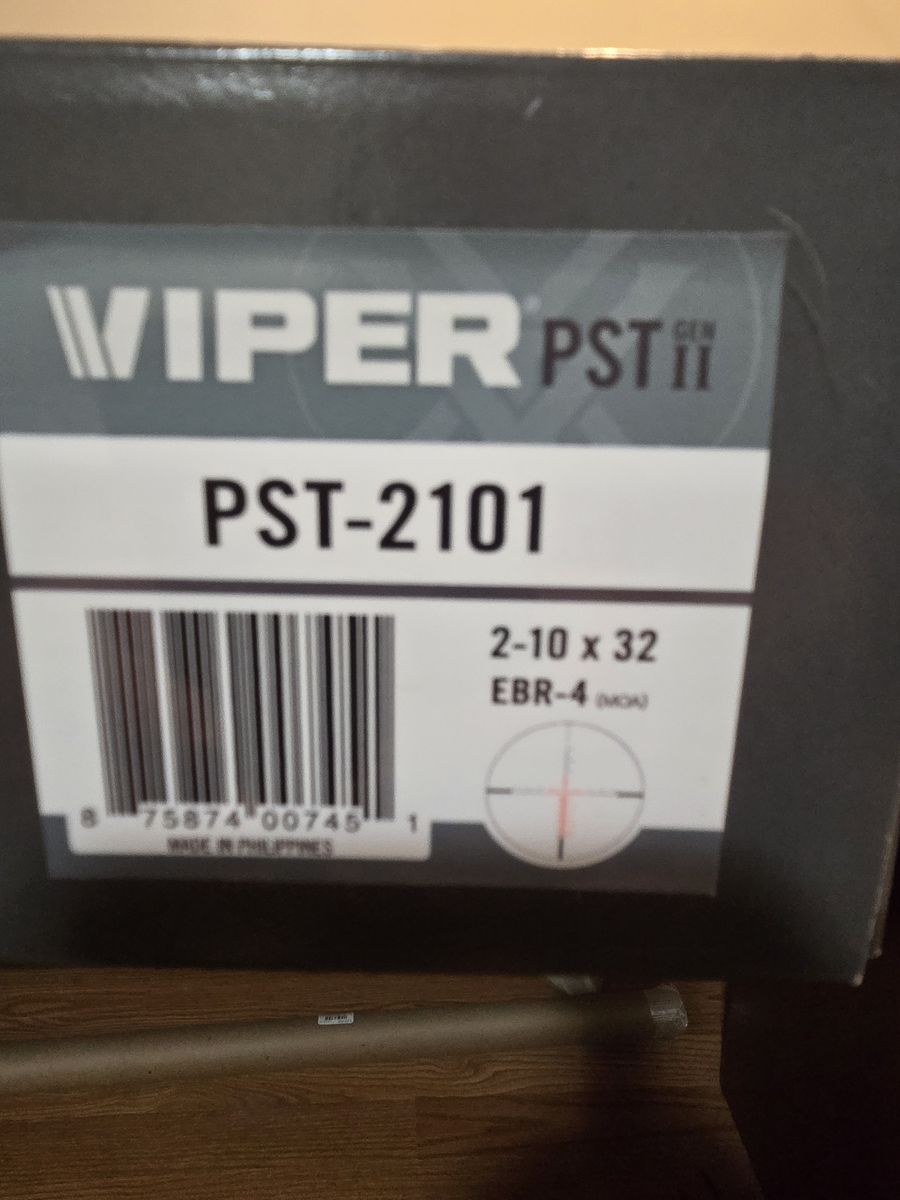 VIPER PST GEN II
PST-2101
2-10 x 32
EBR-4 (MOA)
8 75874 00745 1
MADE IN PHILIPPINES